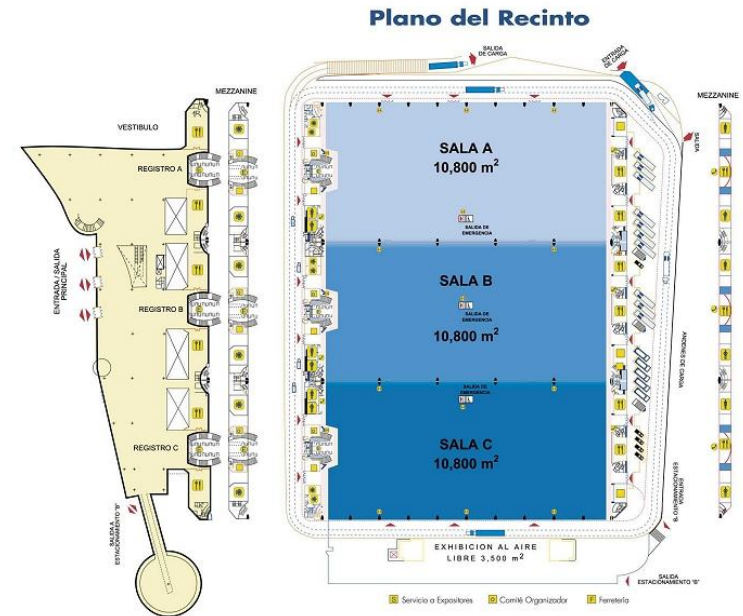 Plano del Recinto
SALIDA
DE CARGA
ENTRADA
DE CARGA
MEZZANINE
MEZZANINE
VESTIBULO
SALIDA
REGISTRO A
SALA A
10,800 m²
SALIDA DE
EMERGENCIA
ENTRADA / SALIDA
PRINCIPAL
SALA B
REGISTRO B
SALIDA DE
EMERGENCIA
10,800 m²
ANDENES DE CARGA
SALIDA DE
EMERGENCIA
REGISTRO C
SALA C
10,800 m²
ENTRADA
ESTACIONAMIENTO "B"
SALIDA A
ESTACIONAMIENTO "B"
EXHIBICION AL AIRE
LIBRE 3,500 m²
SALIDA
ESTACIONAMIENTO "B"
S Servicio a Expositores
O Comité Organizador
F Ferretería